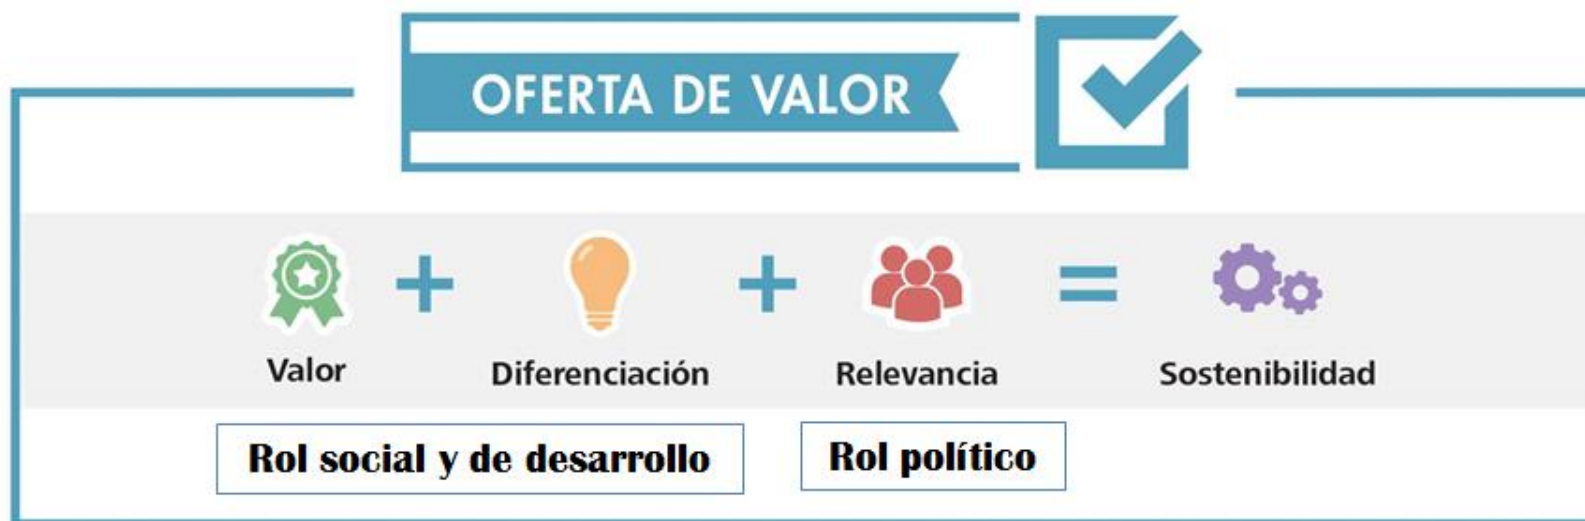 OFERTA DE VALOR
+ + =
Valor Diferenciación Relevancia Sostenibilidad
Rol social y de desarrollo Rol político